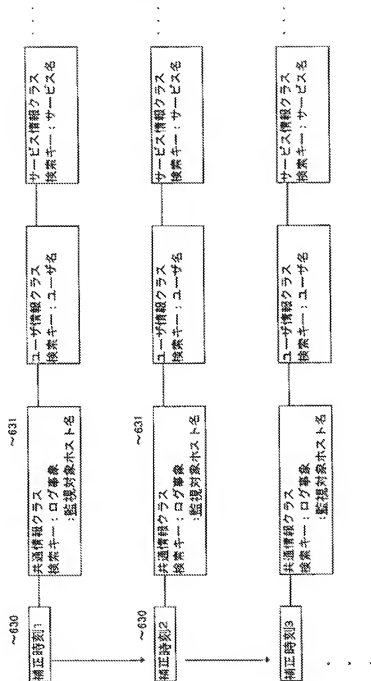 ~630
補正時刻1
~631
共通情報クラス
検索キー：ログ事象
：監視対象ホスト名
ユーザ情報クラス
検索キー：ユーザ名
サービス情報クラス
検索キー：サービス名
・・・
~630
補正時刻2
~631
共通情報クラス
検索キー：ログ事象
：監視対象ホスト名
ユーザ情報クラス
検索キー：ユーザ名
サービス情報クラス
検索キー：サービス名
・・・
補正時刻3
共通情報クラス
検索キー：ログ事象
：監視対象ホスト名
ユーザ情報クラス
検索キー：ユーザ名
サービス情報クラス
検索キー：サービス名
・・・
・・・